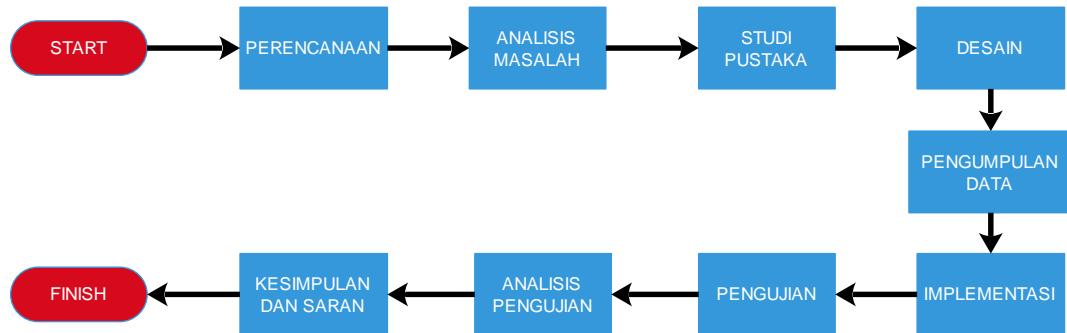 START
PERENCANAAN
ANALISIS
MASALAH
STUDI
PUSTAKA
DESAIN
PENGUMPULAN
DATA
IMPLEMENTASI
PENGUJIAN
ANALISIS
PENGUJIAN
KESIMPULAN
DAN SARAN
FINISH